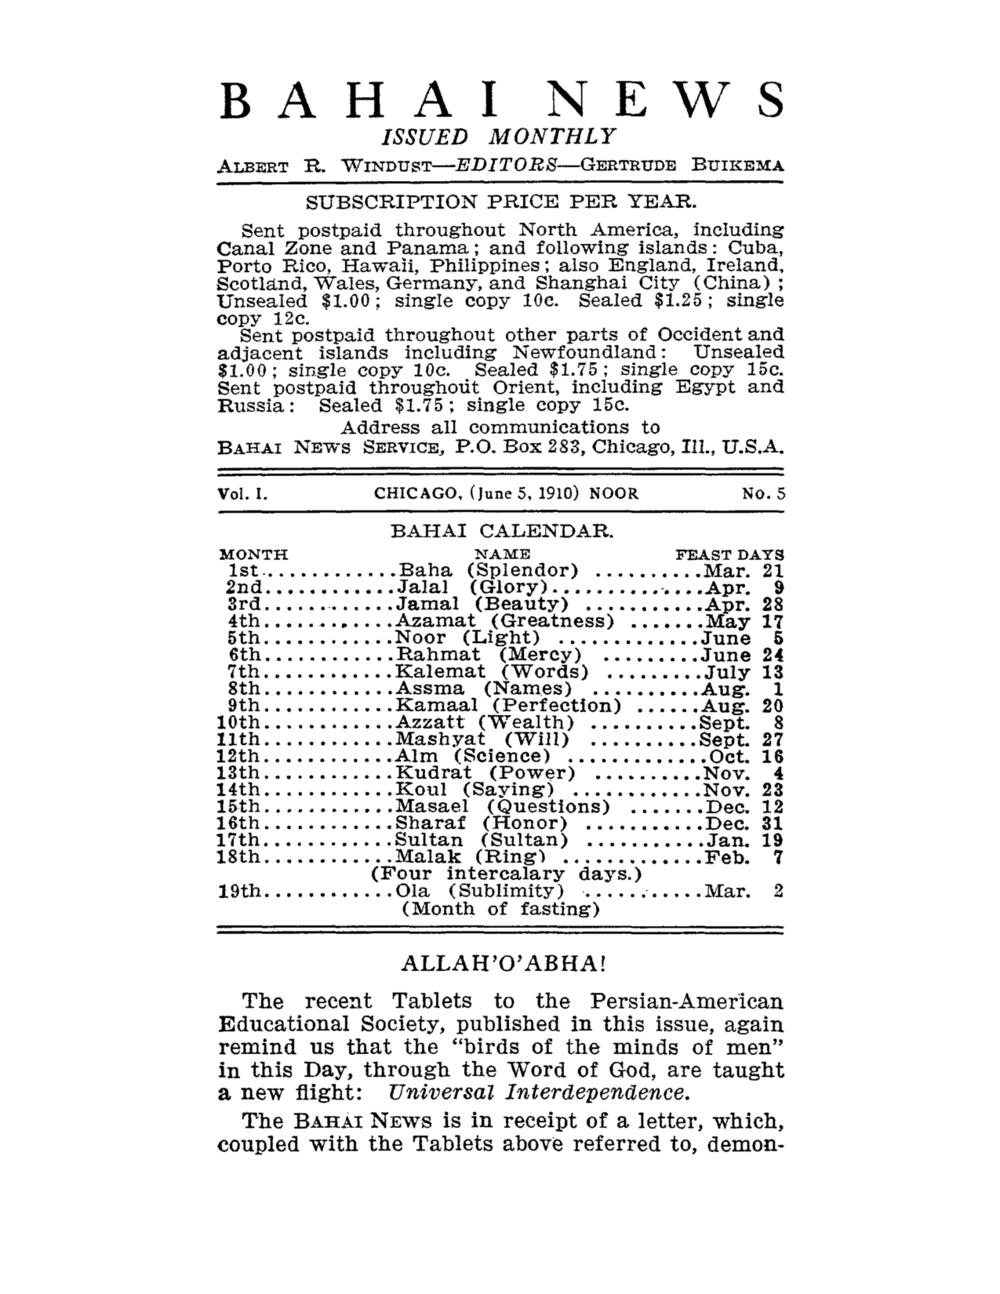 BAHAI NEWS
ISSUED MONTHLY
ALBERT R. WINDUST—EDITORS—GERTRUDE BUIKEMA
SUBSCRIPTION PRICE PER YEAR.
Sent postpaid throughout North America, including
Canal Zone and Panama; and following islands: Cuba,
Porto Rico, Hawaii, Philippines; also England, Ireland,
Scotland, Wales, Germany, and Shanghai City (China);
Unsealed $1.00; single copy 10c. Sealed $1.25; single
copy 12c.
Sent postpaid throughout other parts of Occident and
adjacent islands including Newfoundland: Unsealed
$1.00; single copy 10c. Sealed $1.75; single copy 15c.
Sent postpaid throughout Orient, including Egypt and
Russia: Sealed $1.75; single copy 15c.
Address all communications to
BAHAI NEWS SERVICE, P.O. Box 283, Chicago, Ill., U.S.A.
Vol. I. CHICAGO, (June 5, 1910) NOOR No. 5
BAHAI CALENDAR.
MONTH NAME FEAST DAYS
1st.............Baha (Splendor) ..........Mar. 21
2nd............Jalal (Glory)..............Apr. 9
3rd............Jamal (Beauty) ...........Apr. 28
4th............Azamat (Greatness) .......May 17
5th............Noor (Light) .............June 5
6th............Rahmat (Mercy) .........June 24
7th............Kalemat (Words) .........July 13
8th............Assma (Names) ..........Aug. 1
9th............Kamaal (Perfection) ......Aug. 20
10th............Azzatt (Wealth) ..........Sept. 8
11th............Mashyat (Will) ..........Sept. 27
12th............Alm (Science) .............Oct. 16
13th............Kudrat (Power) ..........Nov. 4
14th............Koul (Saying) ............Nov. 23
15th............Masael (Questions) .......Dec. 12
16th............Sharaf (Honor) ...........Dec. 31
17th............Sultan (Sultan) ...........Jan. 19
18th............Malak (Ring) .............Feb. 7
(Four intercalary days.)
19th............Ola (Sublimity) ...........Mar. 2
(Month of fasting)
ALLAH'O'ABHA!
The recent Tablets to the Persian-American
Educational Society, published in this issue, again
remind us that the “birds of the minds of men”
in this Day, through the Word of God, are taught
a new flight: Universal Interdependence.
The BAHAI NEWS is in receipt of a letter, which,
coupled with the Tablets above referred to, demon-